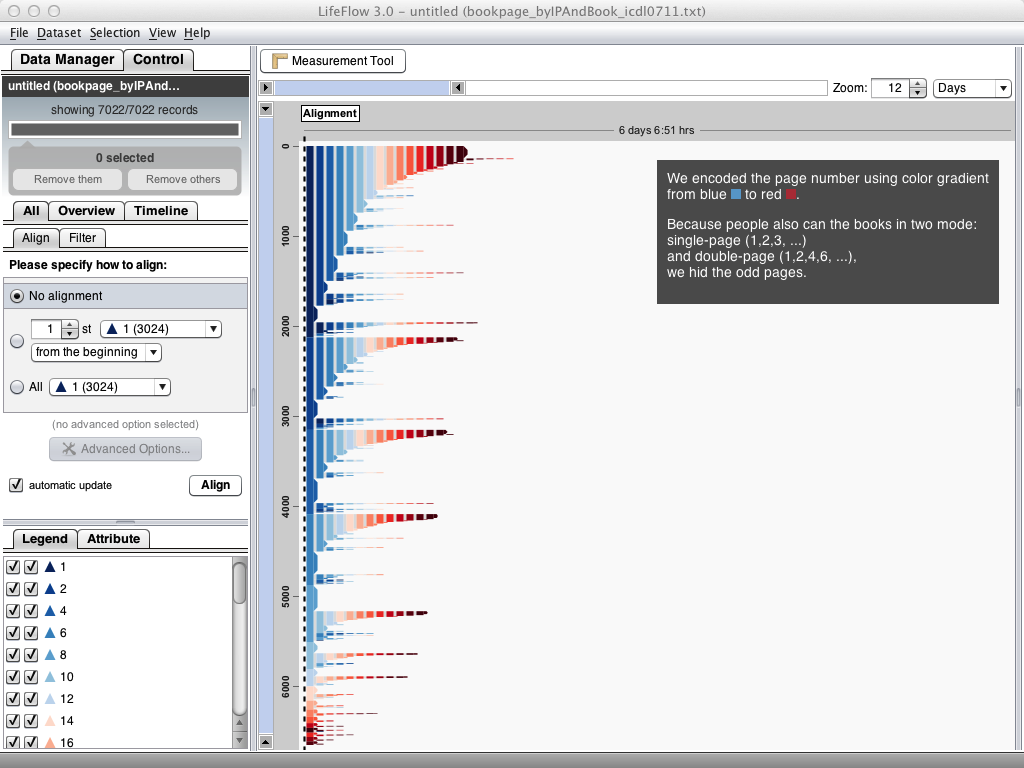 LifeFlow 3.0 – untitled (bookpage_byIPAndBook_icdl0711.txt)
File Dataset Selection View Help
Data Manager Control
untitled (bookpage_byIPAnd...
showing 7022/7022 records
0 selected
Remove them Remove others
All Overview Timeline
Align Filter
Please specify how to align:
No alignment
1 st 1 (3024)
from the beginning
All 1 (3024)
(no advanced option selected)
Advanced Options...
automatic update Align
Legend Attribute
1
2
4
6
8
10
12
14
16
Measurement Tool
Zoom: 12 Days
Alignment
6 days 6:51 hrs
0
1000
2000
3000
4000
5000
6000
We encoded the page number using color gradient
from blue to red .
Because people also can the books in two mode:
single-page (1,2,3, ...)
and double-page (1,2,4,6, ...),
we hid the odd pages.